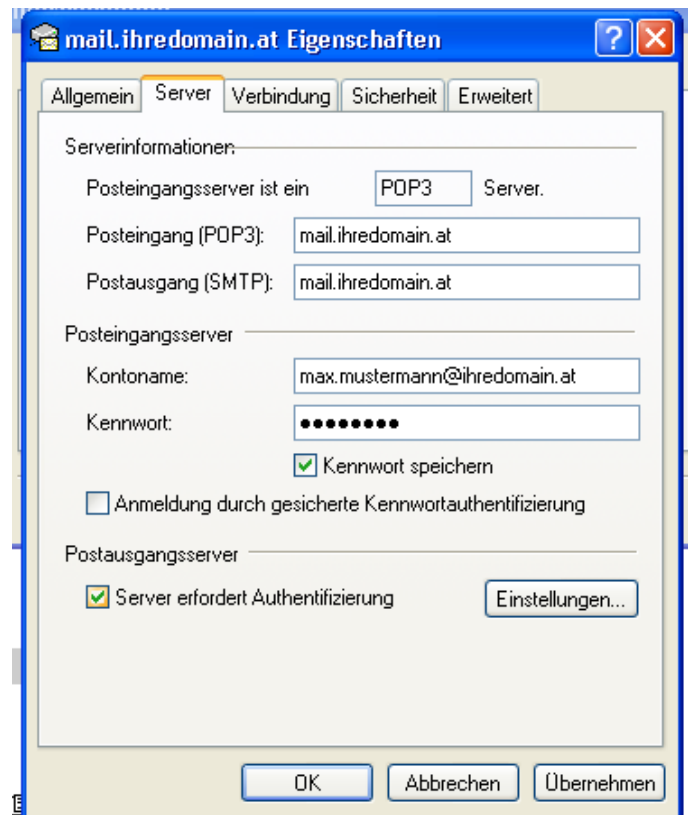 mail.ihredomain.at Eigenschaften
Allgemein Server Verbindung Sicherheit Erweitert
Serverinformationen
Posteingangsserver ist ein POP3 Server.
Posteingang (POP3): mail.ihredomain.at
Postausgang (SMTP): mail.ihredomain.at
Posteingangsserver
Kontoname: max.mustermann@ihredomain.at
Kennwort: ●●●●●●●●
Kennwort speichern
Anmeldung durch gesicherte Kennwortauthentifizierung
Postausgangsserver
Server erfordert Authentifizierung Einstellungen...
OK Abbrechen Übernehmen